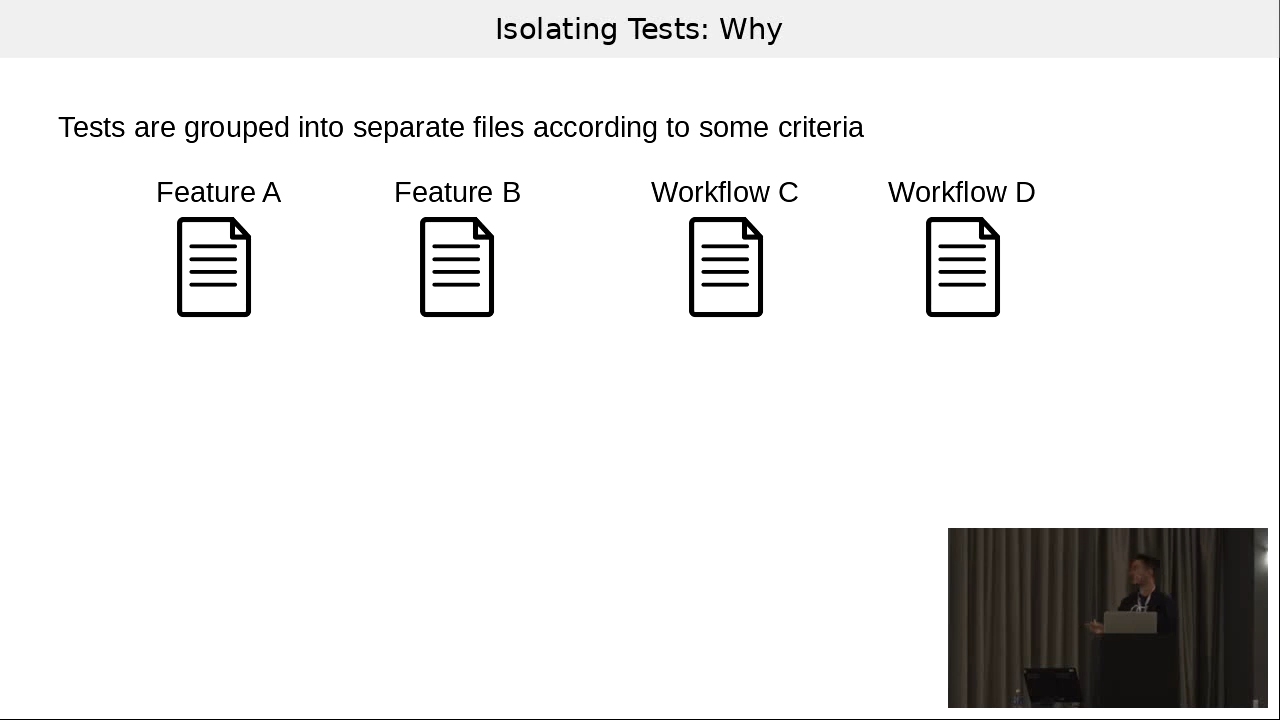 Isolating Tests: Why
Tests are grouped into separate files according to some criteria
Feature A Feature B Workflow C Workflow D